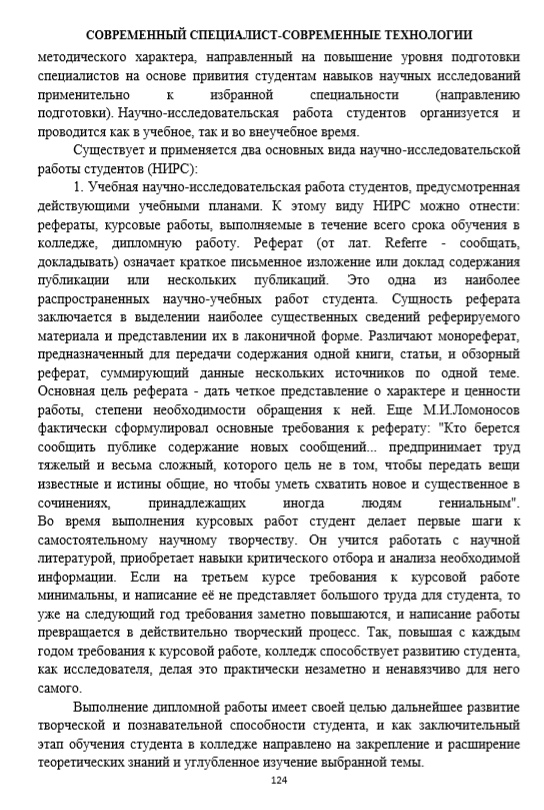 СОВРЕМЕННЫЙ СПЕЦИАЛИСТ-СОВРЕМЕННЫЕ ТЕХНОЛОГИИ
методического характера, направленный на повышение уровня подготовки
специалистов на основе привития студентам навыков научных исследований
применительно к избранной специальности (направлению
подготовки). Научно-исследовательская работа студентов организуется и
проводится как в учебное, так и во внеучебное время.
Существует и применяется два основных вида научно-исследовательской
работы студентов (НИРС):
1. Учебная научно-исследовательская работа студентов, предусмотренная
действующими учебными планами. К этому виду НИРС можно отнести:
рефераты, курсовые работы, выполняемые в течение всего срока обучения в
колледже, дипломную работу. Реферат (от лат. Referre - сообщать,
докладывать) означает краткое письменное изложение или доклад содержания
публикации или нескольких публикаций. Это одна из наиболее
распространенных научно-учебных работ студента. Сущность реферата
заключается в выделении наиболее существенных сведений реферируемого
материала и представлении их в лаконичной форме. Различают монореферат,
предназначенный для передачи содержания одной книги, статьи, и обзорный
реферат, суммирующий данные нескольких источников по одной теме.
Основная цель реферата - дать четкое представление о характере и ценности
работы, степени необходимости обращения к ней. Еще М.И.Ломоносов
фактически сформулировал основные требования к реферату: "Кто берется
сообщить публике содержание новых сообщений... предпринимает труд
тяжелый и весьма сложный, которого цель не в том, чтобы передать вещи
известные и истины общие, но чтобы уметь схватить новое и существенное в
сочинениях, принадлежащих иногда людям гениальным".
Во время выполнения курсовых работ студент делает первые шаги к
самостоятельному научному творчеству. Он учится работать с научной
литературой, приобретает навыки критического отбора и анализа необходимой
информации. Если на третьем курсе требования к курсовой работе
минимальны, и написание её не представляет большого труда для студента, то
уже на следующий год требования заметно повышаются, и написание работы
превращается в действительно творческий процесс. Так, повышая с каждым
годом требования к курсовой работе, колледж способствует развитию студента,
как исследователя, делая это практически незаметно и ненавязчиво для него
самого.
Выполнение дипломной работы имеет своей целью дальнейшее развитие
творческой и познавательной способности студента, и как заключительный
этап обучения студента в колледже направлено на закрепление и расширение
теоретических знаний и углубленное изучение выбранной темы.
124